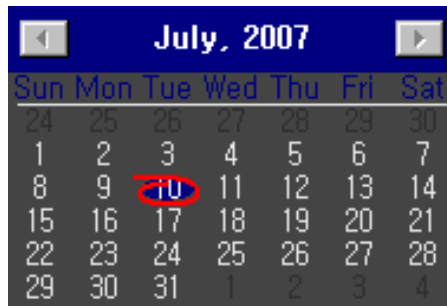 July, 2007
Sun Mon Tue Wed Thu Fri Sat
24 25 26 27 28 29 30
1 2 3 4 5 6 7
8 9 10 11 12 13 14
15 16 17 18 19 20 21
22 23 24 25 26 27 28
29 30 31 1 2 3 4